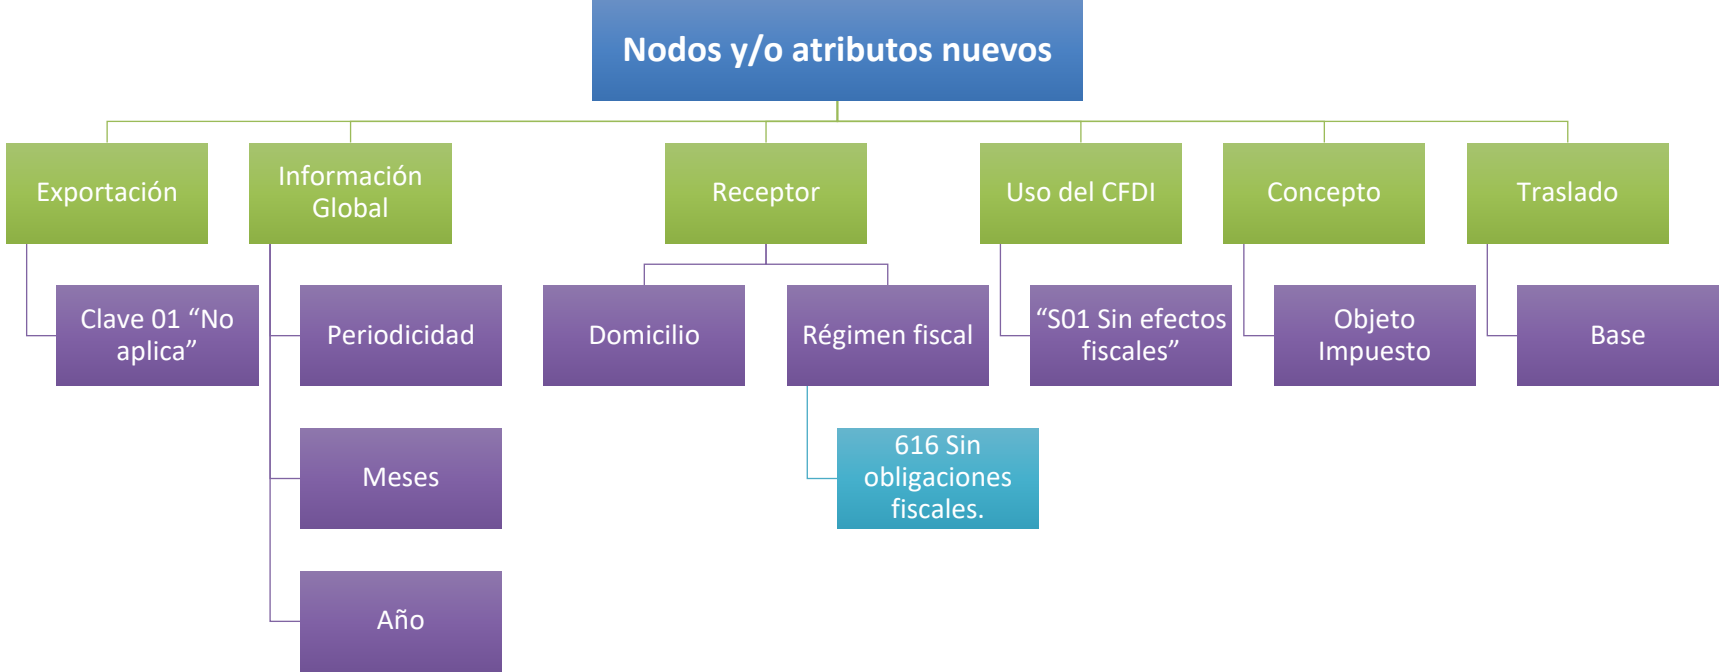 Nodos y/o atributos nuevos
Exportación
Información
Global
Receptor
Uso del CFDI
Concepto
Traslado
Clave 01 “No
aplica”
Periodicidad
Domicilio
Régimen fiscal
“S01 Sin efectos
fiscales”
Objeto
Impuesto
Base
Meses
616 Sin
obligaciones
fiscales.
Año